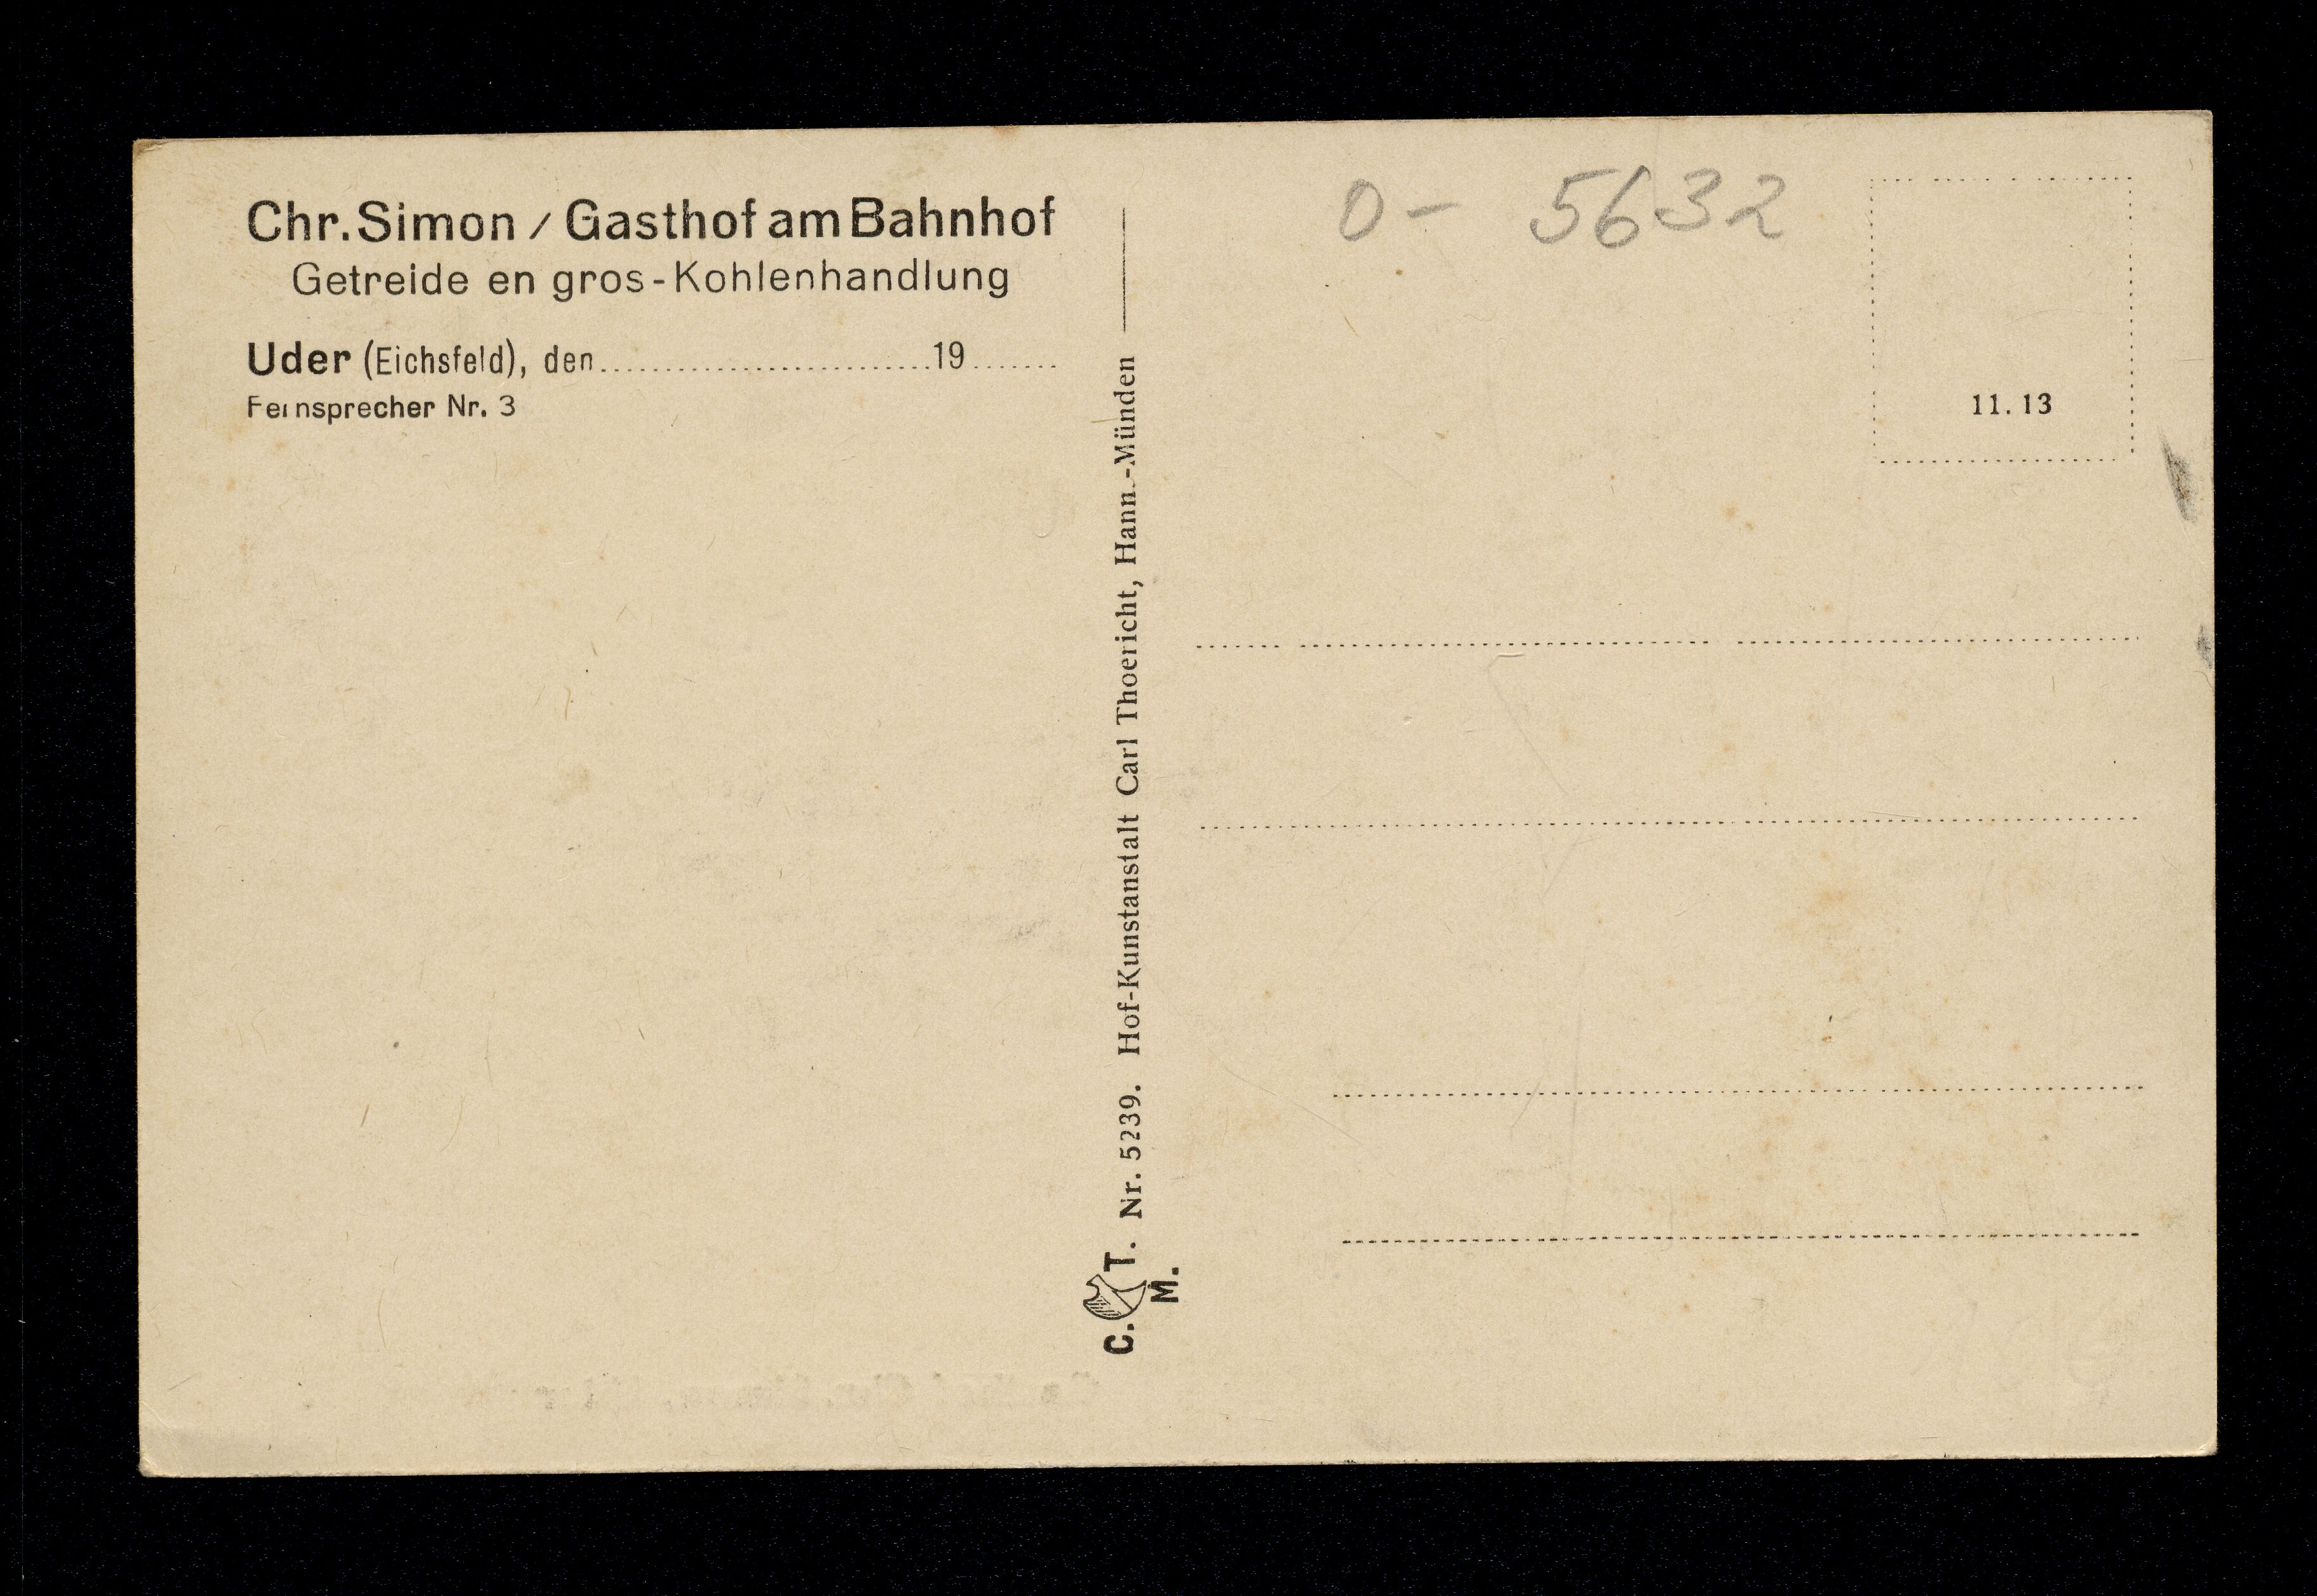 Chr. Simon / Gasthof am Bahnhof
Getreide en gros - Kohlenhandlung
Uder (Eichsfeld), den..........................19.......
Fernsprecher Nr. 3
C. T. M. Nr. 5239. Hof-Kunstanstalt Carl Thoericht, Hann.-Münden
0 - 5632
11. 13